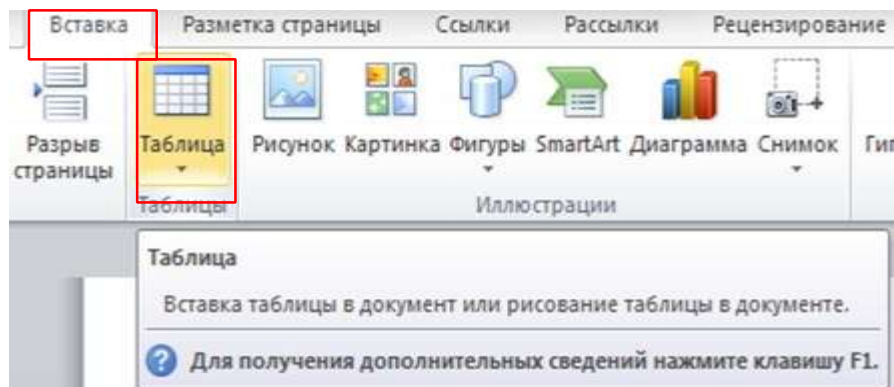 Вставка Разметка страницы Ссылки Рассылки Рецензирование
Разрыв страницы Таблица Рисунок Картинка Фигуры SmartArt Диаграмма Снимок
Таблицы Иллюстрации
Таблица
Вставка таблицы в документ или рисование таблицы в документе.
Для получения дополнительных сведений нажмите клавишу F1.